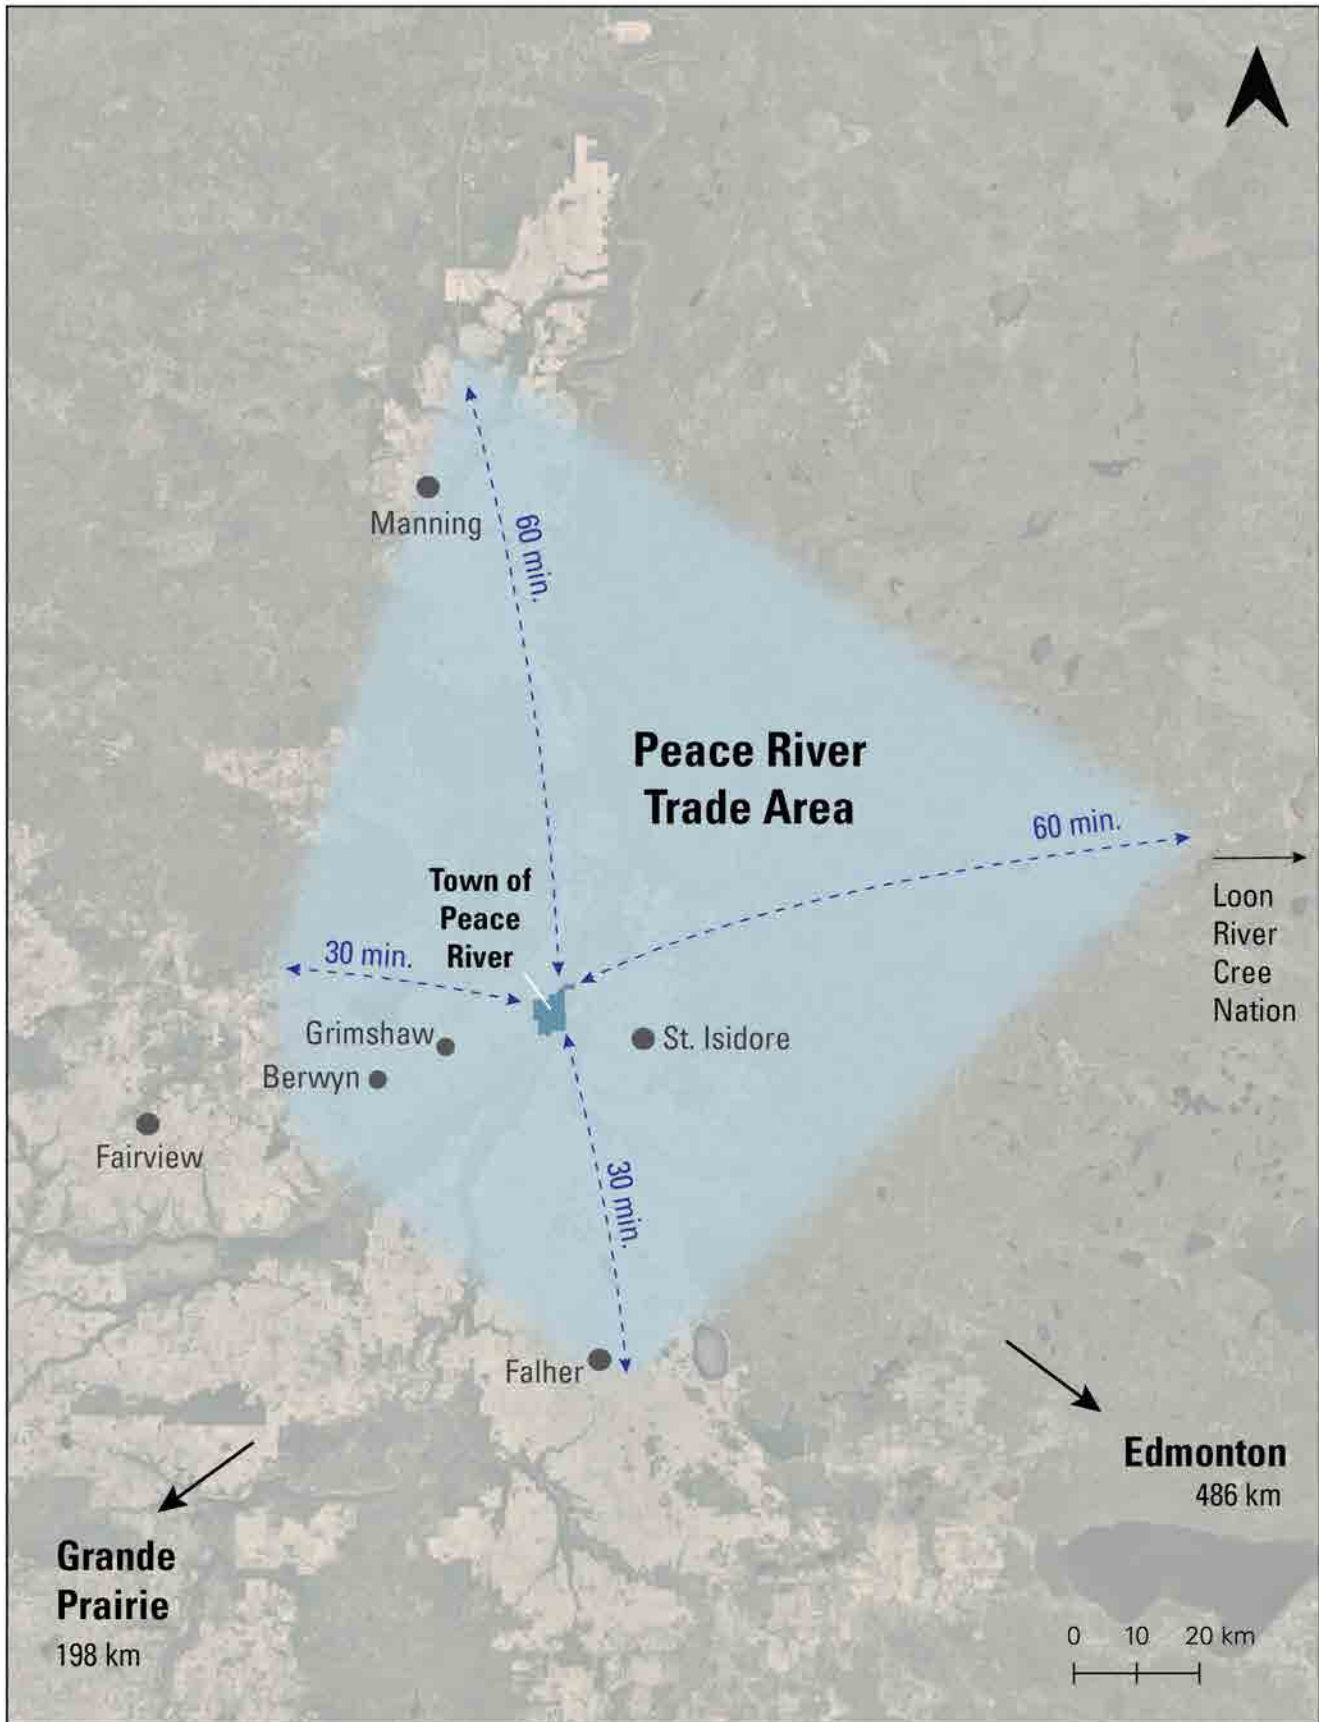 Manning
60 min.
Peace River
Trade Area
60 min.
Town of
Peace
River
30 min.
Loon
River
Cree
Nation
Grimshaw
St. Isidore
Berwyn
Fairview
30 min.
Falher
Edmonton
486 km
Grande
Prairie
198 km
0 10 20 km